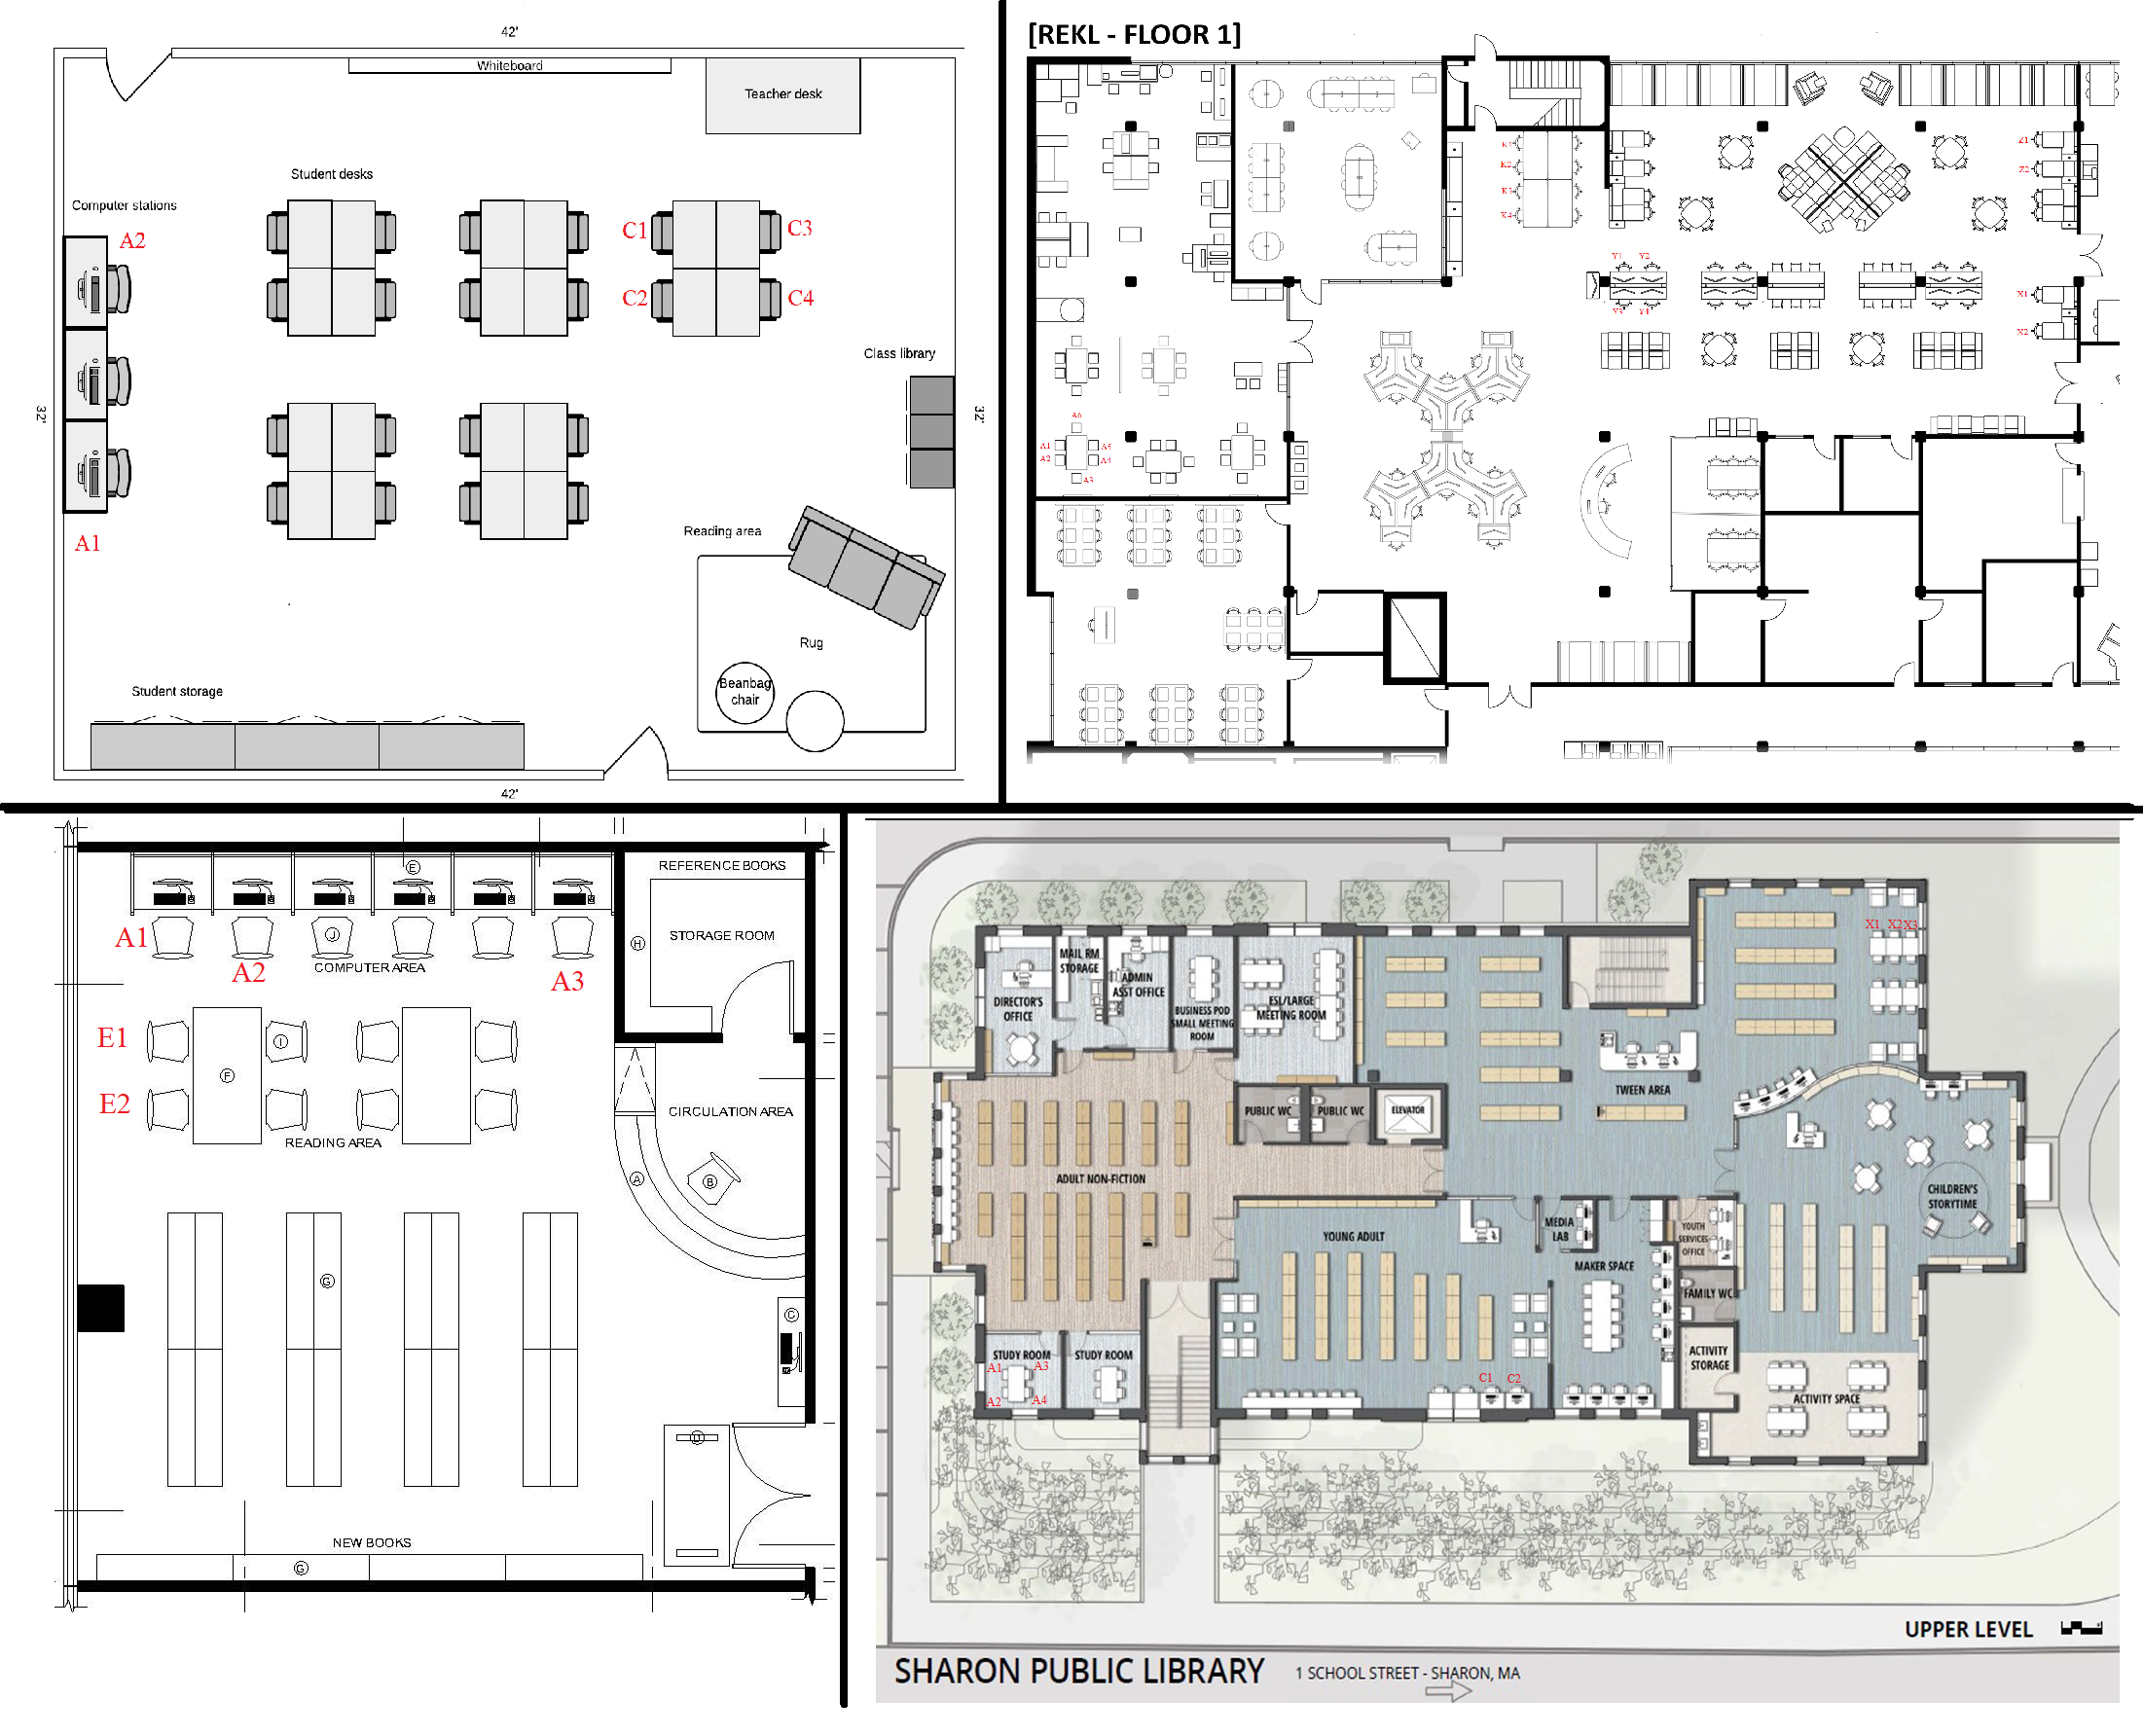 42'
Whiteboard
Teacher desk
Student desks
Computer stations
A2
C1
C3
C2
C4
Class library
32'
32'
A1
Reading area
Rug
Beanbag
chair
Student storage
42'
[REKL - FLOOR 1]
K1
K2
K3
K4
Z1
Z2
Y1 Y2
Y3 Y4
X1
X2
A6
A1
A5
A2
A4
A3
E
REFERENCE BOOKS
A1
J
H
STORAGE ROOM
A2
COMPUTER AREA
A3
E1
I
F
E2
CIRCULATION AREA
READING AREA
A
B
G
C
D
NEW BOOKS
G
DIRECTOR'S
OFFICE
MAIL RM
STORAGE
ADMIN
ASST OFFICE
BUSINESS POD
SMALL MEETING
ROOM
ESL/LARGE
MEETING ROOM
X1 X2 X3
TWEEN AREA
PUBLIC WC
PUBLIC WC
ELEVATOR
ADULT NON-FICTION
CHILDREN'S
STORYTIME
YOUNG ADULT
MEDIA
LAB
YOUTH
SERVICES
OFFICE
MAKER SPACE
FAMILY WC
STUDY ROOM
A1
A3
A2
A4
STUDY ROOM
C1
C2
ACTIVITY
STORAGE
ACTIVITY SPACE
UPPER LEVEL
SHARON PUBLIC LIBRARY
1 SCHOOL STREET - SHARON, MA